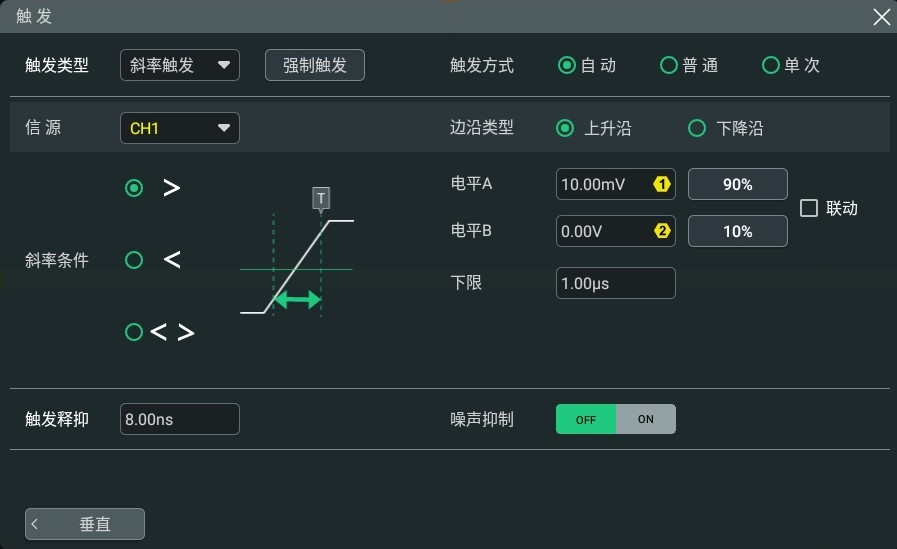 触 发
触发类型 斜率触发 强制触发 触发方式 自 动 普 通 单 次
信 源 CH1 边沿类型 上升沿 下降沿
电平A 10.00mV 1 90%
联动
电平B 0.00V 2 10%
斜率条件 > < < >
T
下限 1.00μs
触发释抑 8.00ns 噪声抑制 OFF ON
< 垂直